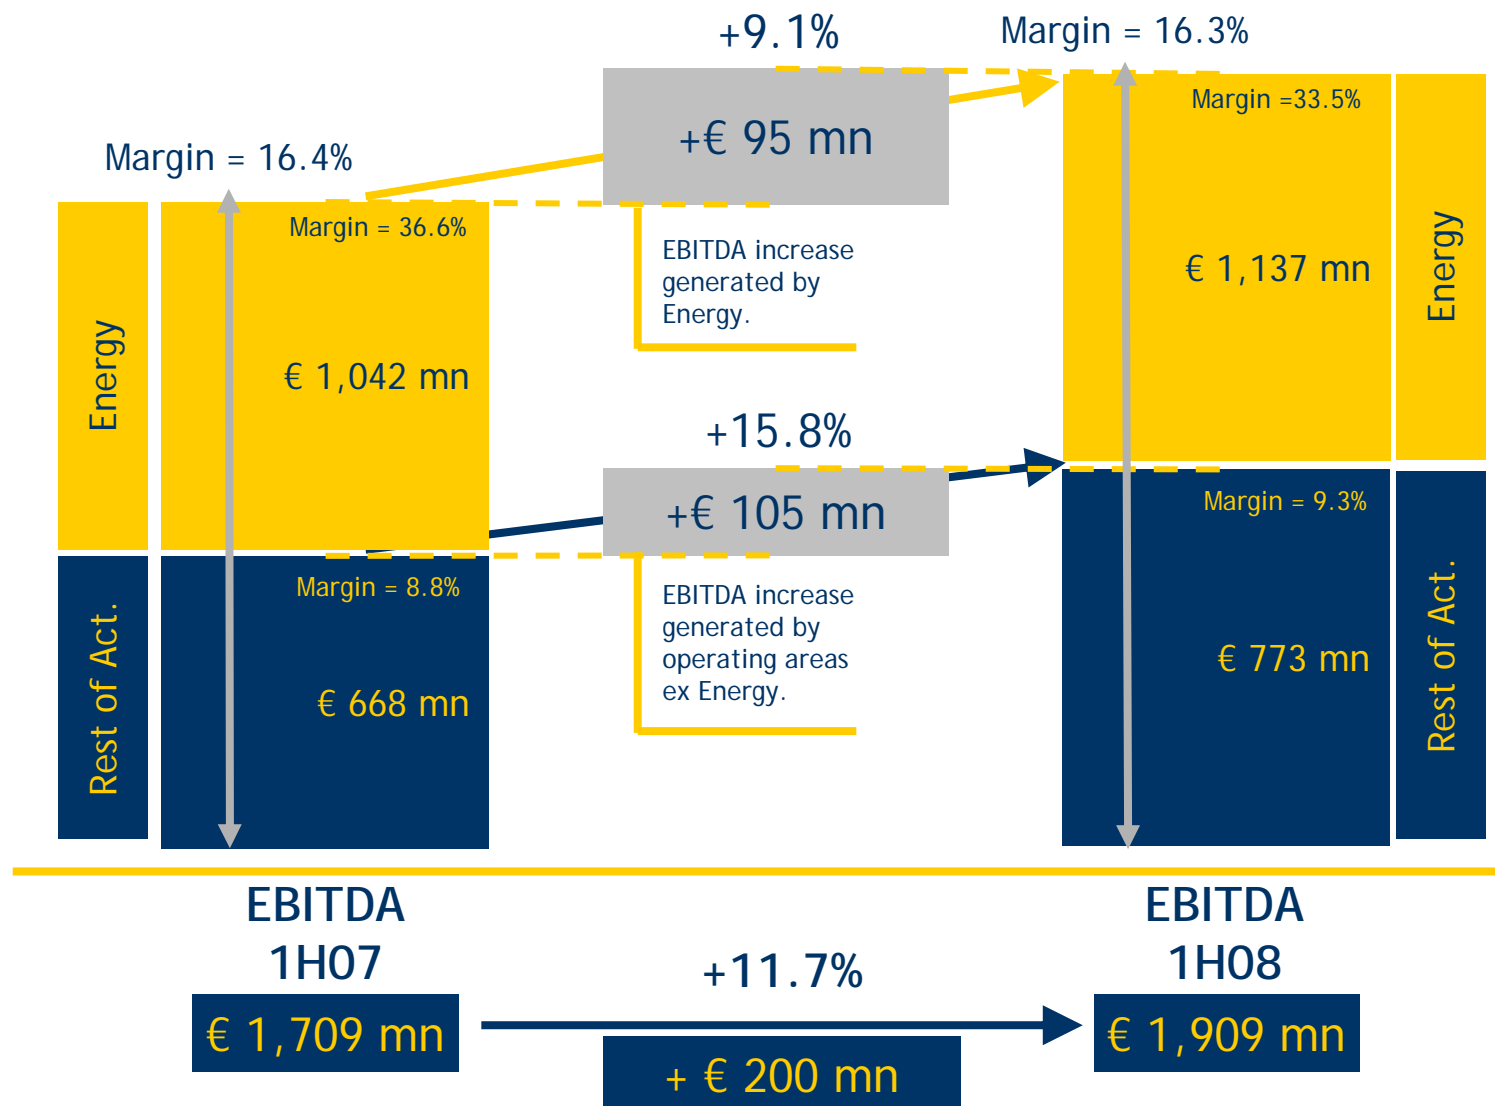 +9.1%
Margin = 16.3%
Margin = 16.4%
+€ 95 mn
Margin =33.5%
Margin = 36.6%
Energy
€ 1,042 mn
EBITDA increase
generated by
Energy.
€ 1,137 mn
Energy
+15.8%
+€ 105 mn
Margin = 9.3%
Margin = 8.8%
Rest of Act.
€ 668 mn
EBITDA increase
generated by
operating areas
ex Energy.
€ 773 mn
Rest of Act.
EBITDA
1H07
€ 1,709 mn
+11.7%
+ € 200 mn
EBITDA
1H08
€ 1,909 mn